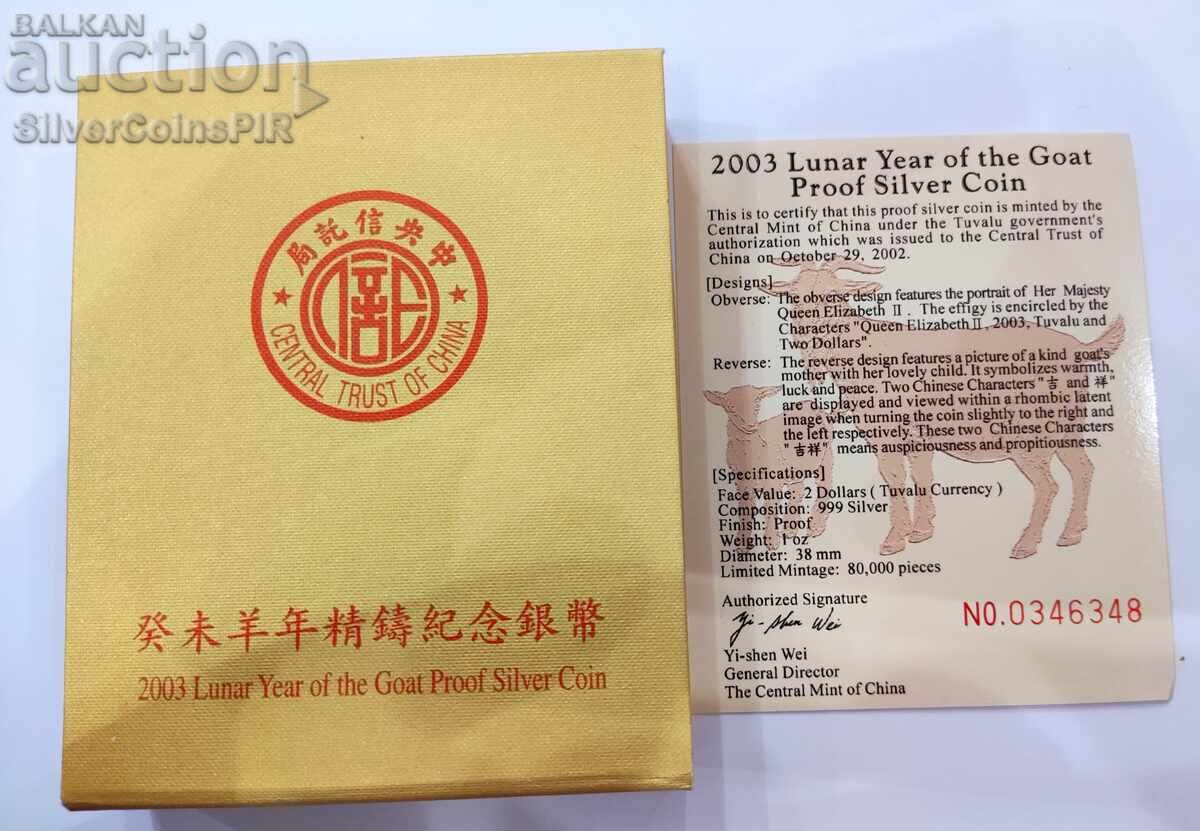 BALKAN
auction
SilverCoinsPIR
局託信央中
CENTRAL TRUST OF CHINA
癸未羊年精鑄紀念銀幣
2003 Lunar Year of the Goat Proof Silver Coin
2003 Lunar Year of the Goat
Proof Silver Coin
This is to certify that this proof silver coin is minted by the
Central Mint of China under the Tuvalu government's
authorization which was issued to the Central Trust of
China on October 29, 2002.
[Designs]
Obverse: The obverse design features the portrait of Her Majesty
Queen Elizabeth II . The effigy is encircled by the
Characters "Queen Elizabeth II, 2003, Tuvalu and
Two Dollars".
Reverse: The reverse design features a picture of a kind goat's
mother with her lovely child. It symbolizes warmth,
luck and peace. Two Chinese Characters "吉 and 祥"
are displayed and viewed within a rhombic latent
image when turning the coin slightly to the right and
the left respectively. These two Chinese Characters
"吉祥" means auspiciousness and propitiousness.
[Specifications]
Face Value: 2 Dollars ( Tuvalu Currency )
Composition: 999 Silver
Finish: Proof
Weight: 1 oz
Diameter: 38 mm
Limited Mintage: 80,000 pieces
Authorized Signature
Yi-shen Wei
NO.0346348
Yi-shen Wei
General Director
The Central Mint of China